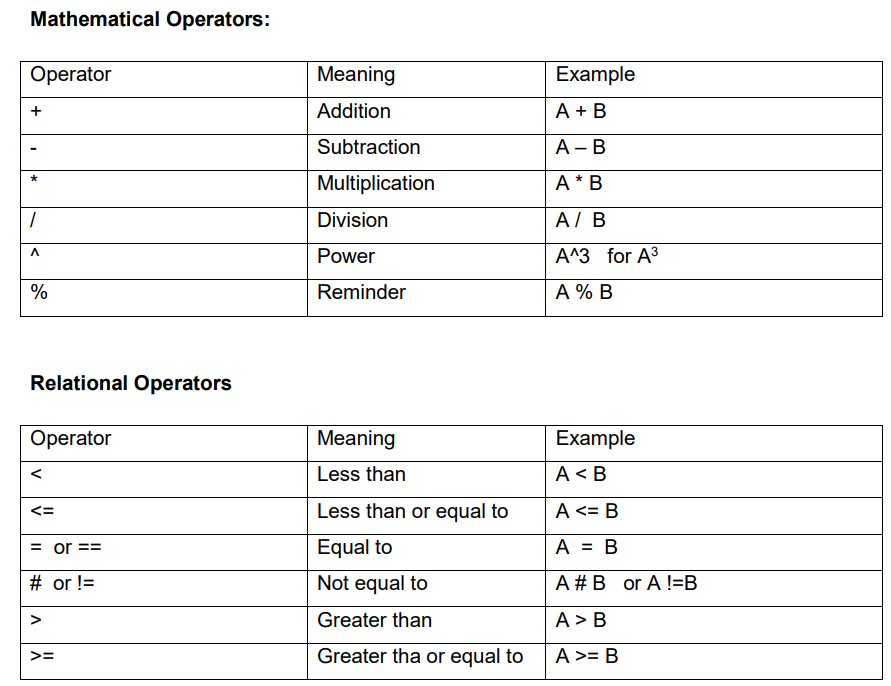 Mathematical Operators:
Operator Meaning Example
+ Addition A + B
- Subtraction A – B
* Multiplication A * B
/ Division A / B
^ Power A^3 for A³
% Reminder A % B
Relational Operators
Operator Meaning Example
< Less than A < B
<= Less than or equal to A <= B
= or == Equal to A = B
# or != Not equal to A # B or A !=B
> Greater than A > B
>= Greater tha or equal to A >= B